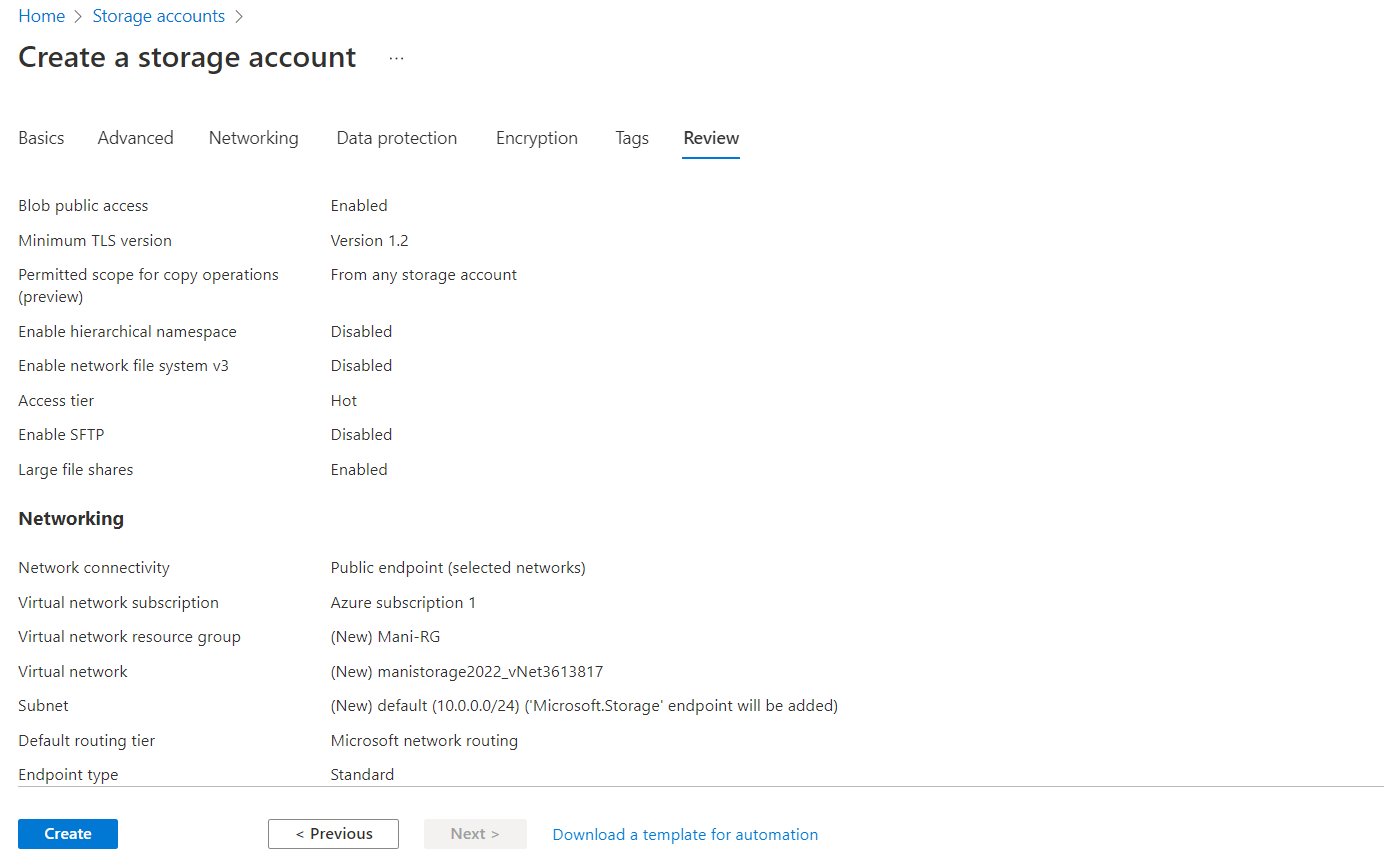 Home > Storage accounts >
Create a storage account ...
Basics Advanced Networking Data protection Encryption Tags Review
Blob public access Enabled
Minimum TLS version Version 1.2
Permitted scope for copy operations From any storage account
(preview)
Enable hierarchical namespace Disabled
Enable network file system v3 Disabled
Access tier Hot
Enable SFTP Disabled
Large file shares Enabled
Networking
Network connectivity Public endpoint (selected networks)
Virtual network subscription Azure subscription 1
Virtual network resource group (New) Mani-RG
Virtual network (New) manistorage2022_vNet3613817
Subnet (New) default (10.0.0.0/24) ('Microsoft.Storage' endpoint will be added)
Default routing tier Microsoft network routing
Endpoint type Standard
Create < Previous Next > Download a template for automation